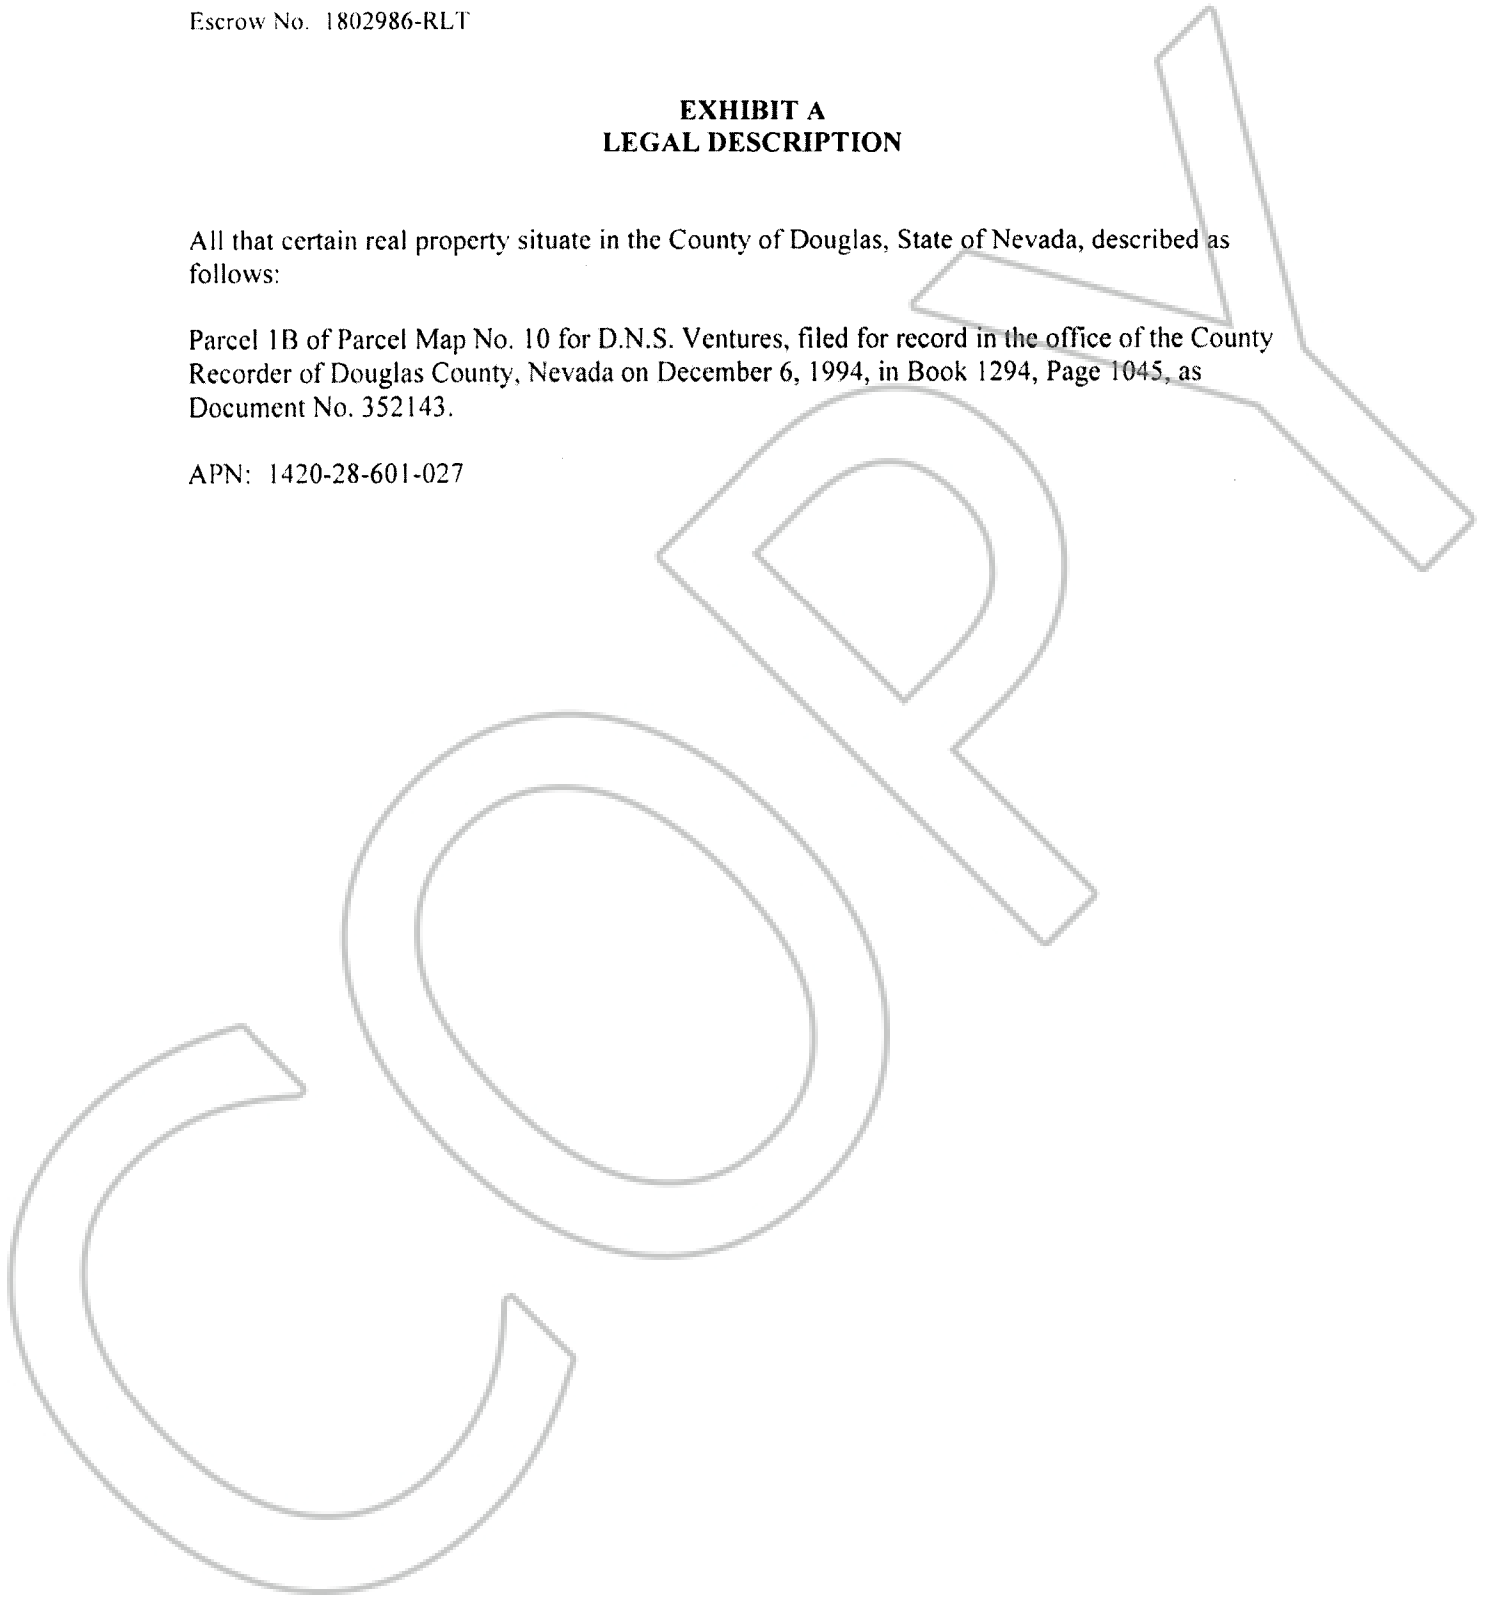 Escrow No. 1802986-RLT
EXHIBIT A
LEGAL DESCRIPTION
All that certain real property situate in the County of Douglas, State of Nevada, described as
follows:
Parcel 1B of Parcel Map No. 10 for D.N.S. Ventures, filed for record in the office of the County
Recorder of Douglas County, Nevada on December 6, 1994, in Book 1294, Page 1045, as
Document No. 352143.
APN: 1420-28-601-027
COPY